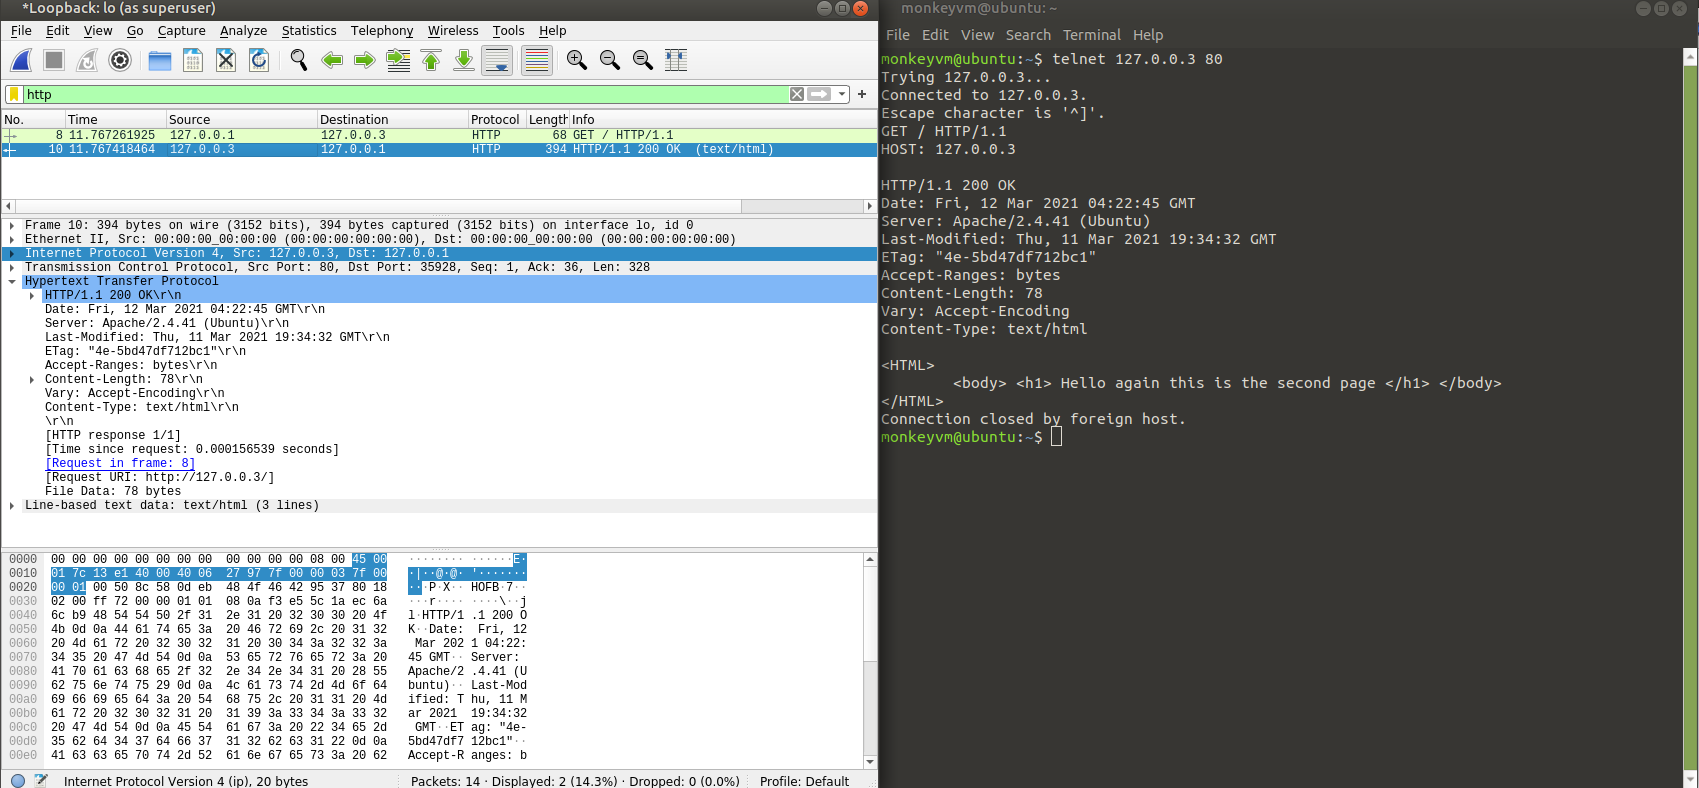 *Loopback: lo (as superuser)
File Edit View Go Capture Analyze Statistics Telephony Wireless Tools Help
http
No. Time Source Destination Protocol Length Info
8 11.767261925 127.0.0.1 127.0.0.3 HTTP 68 GET / HTTP/1.1
10 11.767418464 127.0.0.3 127.0.0.1 HTTP 394 HTTP/1.1 200 OK (text/html)
Frame 10: 394 bytes on wire (3152 bits), 394 bytes captured (3152 bits) on interface lo, id 0
Ethernet II, Src: 00:00:00_00:00:00 (00:00:00:00:00:00), Dst: 00:00:00_00:00:00 (00:00:00:00:00:00)
Internet Protocol Version 4, Src: 127.0.0.3, Dst: 127.0.0.1
Transmission Control Protocol, Src Port: 80, Dst Port: 35928, Seq: 1, Ack: 36, Len: 328
Hypertext Transfer Protocol
HTTP/1.1 200 OK\r\n
Date: Fri, 12 Mar 2021 04:22:45 GMT\r\n
Server: Apache/2.4.41 (Ubuntu)\r\n
Last-Modified: Thu, 11 Mar 2021 19:34:32 GMT\r\n
ETag: "4e-5bd47df712bc1"\r\n
Accept-Ranges: bytes\r\n
Content-Length: 78\r\n
Vary: Accept-Encoding\r\n
Content-Type: text/html\r\n
\r\n
[HTTP response 1/1]
[Time since request: 0.000156539 seconds]
[Request in frame: 8]
[Request URI: http://127.0.0.3/]
File Data: 78 bytes
Line-based text data: text/html (3 lines)
0000 00 00 00 00 00 00 00 00 00 00 00 00 08 00 45 00 ········ ······E·
0010 01 7c 13 e1 40 00 40 06 27 97 7f 00 00 03 7f 00 ·|··@·@· '·······
0020 00 01 00 50 8c 58 0d eb 48 4f 46 42 95 37 80 18 ···P·X·· HOFB·7··
0030 02 00 ff 72 00 00 01 01 08 0a f3 e5 5c 1a ec 6a ···r···· ····\··j
0040 6c b9 48 54 54 50 2f 31 2e 31 20 32 30 30 20 4f l·HTTP/1 .1 200 O
0050 4b 0d 0a 44 61 74 65 3a 20 46 72 69 2c 20 31 32 K··Date: Fri, 12
0060 20 4d 61 72 20 32 30 32 31 20 30 34 3a 32 32 3a Mar 202 1 04:22:
0070 34 35 20 47 4d 54 0d 0a 53 65 72 76 65 72 3a 20 45 GMT·· Server:
0080 41 70 61 63 68 65 2f 32 2e 34 2e 34 31 20 28 55 Apache/2 .4.41 (U
0090 62 75 6e 74 75 29 0d 0a 4c 61 73 74 2d 4d 6f 64 buntu)·· Last-Mod
00a0 69 66 69 65 64 3a 20 54 68 75 2c 20 31 31 20 4d ified: T hu, 11 M
00b0 61 72 20 32 30 32 31 20 31 39 3a 33 34 3a 33 32 ar 2021 19:34:32
00c0 20 47 4d 54 0d 0a 45 54 61 67 3a 20 22 34 65 2d GMT··ET ag: "4e-
00d0 35 62 64 34 37 64 66 37 31 32 62 63 31 22 0d 0a 5bd47df7 12bc1"··
00e0 41 63 63 65 70 74 2d 52 61 6e 67 65 73 3a 20 62 Accept-R anges: b
Internet Protocol Version 4 (ip), 20 bytes Packets: 14 · Displayed: 2 (14.3%) · Dropped: 0 (0.0%) Profile: Default
monkeyvm@ubuntu: ~
File Edit View Search Terminal Help
monkeyvm@ubuntu:~$ telnet 127.0.0.3 80
Trying 127.0.0.3...
Connected to 127.0.0.3.
Escape character is '^]'.
GET / HTTP/1.1
HOST: 127.0.0.3

HTTP/1.1 200 OK
Date: Fri, 12 Mar 2021 04:22:45 GMT
Server: Apache/2.4.41 (Ubuntu)
Last-Modified: Thu, 11 Mar 2021 19:34:32 GMT
ETag: "4e-5bd47df712bc1"
Accept-Ranges: bytes
Content-Length: 78
Vary: Accept-Encoding
Content-Type: text/html

<HTML>
<body> <h1> Hello again this is the second page </h1> </body>
</HTML>
Connection closed by foreign host.
monkeyvm@ubuntu:~$